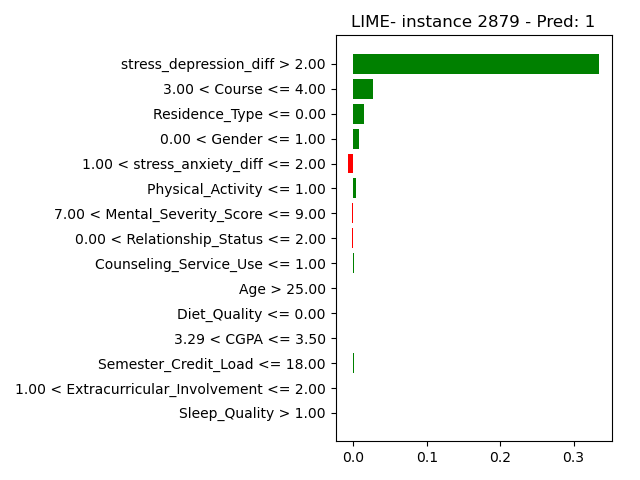 LIME- instance 2879 - Pred: 1
stress_depression_diff > 2.00
3.00 < Course <= 4.00
Residence_Type <= 0.00
0.00 < Gender <= 1.00
1.00 < stress_anxiety_diff <= 2.00
Physical_Activity <= 1.00
7.00 < Mental_Severity_Score <= 9.00
0.00 < Relationship_Status <= 2.00
Counseling_Service_Use <= 1.00
Age > 25.00
Diet_Quality <= 0.00
3.29 < CGPA <= 3.50
Semester_Credit_Load <= 18.00
1.00 < Extracurricular_Involvement <= 2.00
Sleep_Quality > 1.00
0.0 0.1 0.2 0.3